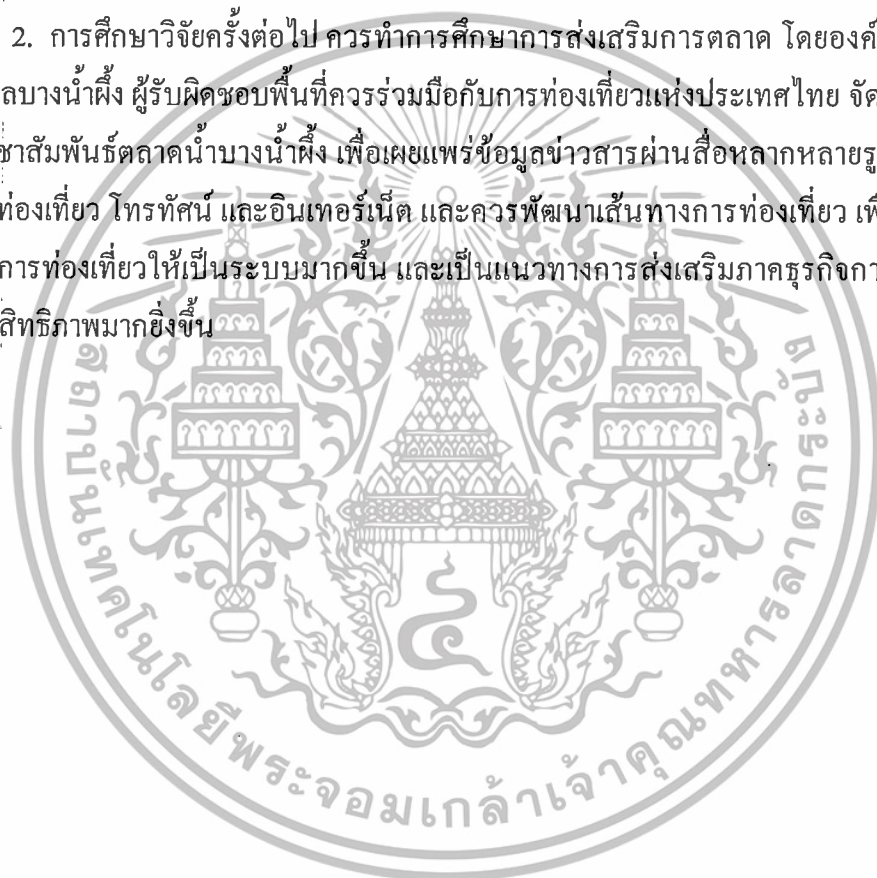 2. การศึกษาวิจัยครั้งต่อไป ควรทำการศึกษาการส่งเสริมการตลาด โดยองค์
ลบางน้ำผึ้ง ผู้รับผิดชอบพื้นที่ควรร่วมมือกับการท่องเที่ยวแห่งประเทศไทย จัด
ชาสัมพันธ์ตลาดน้ำบางน้ำผึ้ง เพื่อเผยแพร่ข้อมูลข่าวสารผ่านสื่อหลากหลายรู
ท่องเที่ยว โทรทัศน์ และอินเทอร์เน็ต และควรพัฒนาเส้นทางการท่องเที่ยว เพื
การท่องเที่ยวให้เป็นระบบมากขึ้น และเป็นแนวทางการส่งเสริมภาคธุรกิจกา
สิทธิภาพมากยิ่งขึ้น
สถาบันเทคโนโลยีพระจอมเกล้าเจ้าคุณทหารลาดกระบัง
๔